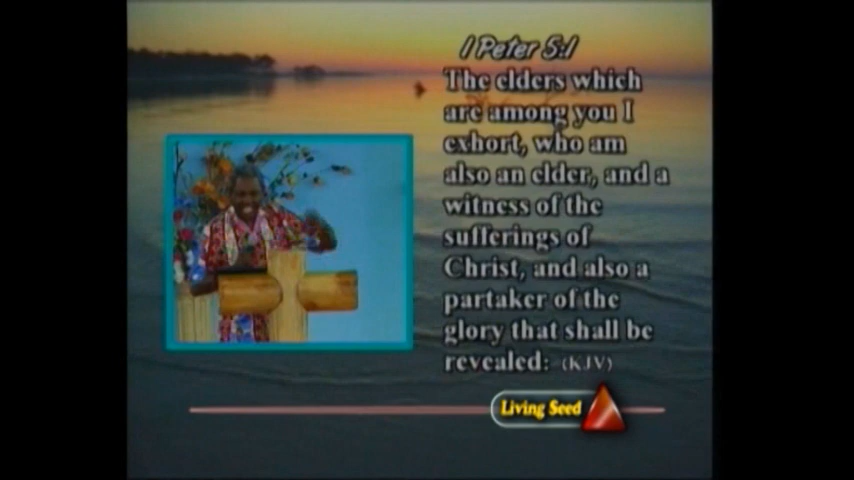 1 Peter 5:1
The elders which
are among you I
exhort, who am
also an elder, and a
witness of the
sufferings of
Christ, and also a
partaker of the
glory that shall be
revealed: (KJV)
Living Seed